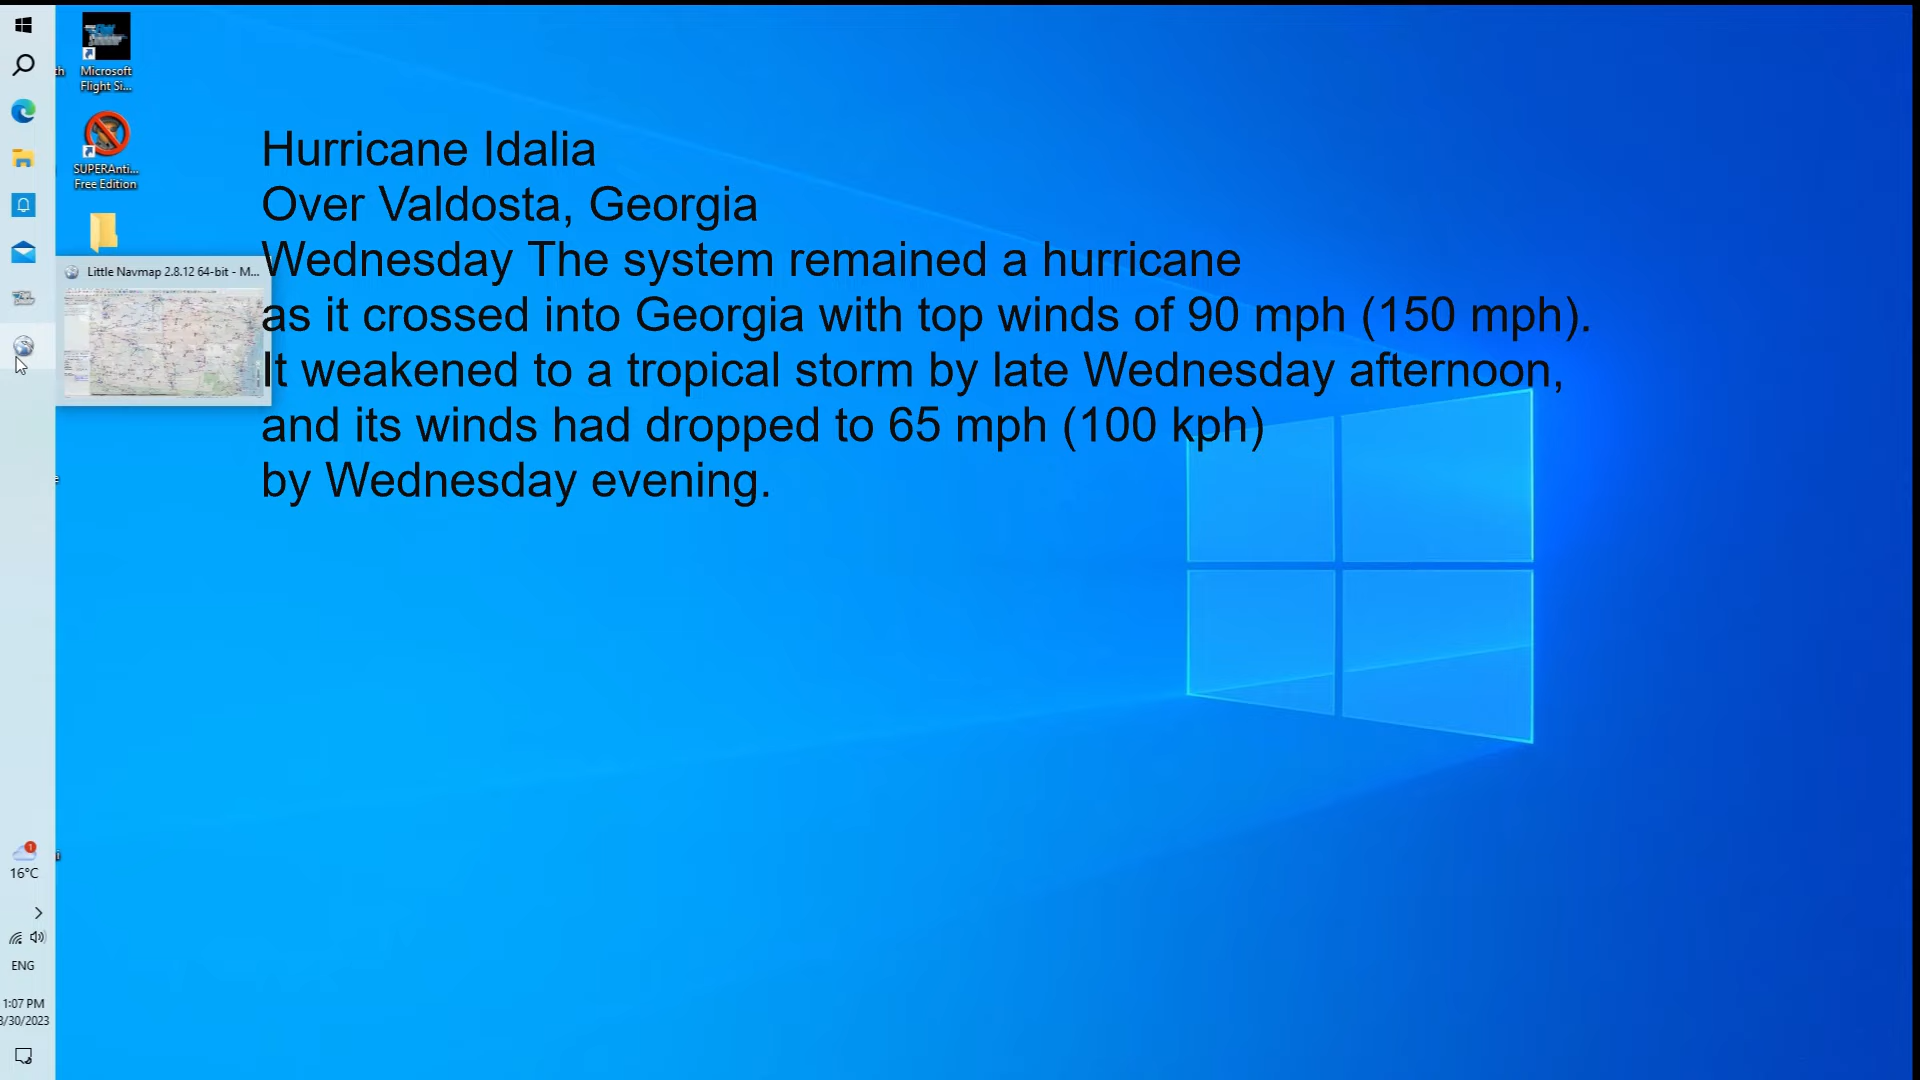 Microsoft
Flight Si...
SUPERAnti...
Free Edition
Little Navmap 2.8.12 64-bit - M...
Hurricane Idalia
Over Valdosta, Georgia
Wednesday The system remained a hurricane
as it crossed into Georgia with top winds of 90 mph (150 mph).
It weakened to a tropical storm by late Wednesday afternoon,
and its winds had dropped to 65 mph (100 kph)
by Wednesday evening.
16°C
ENG
1:07 PM
8/30/2023